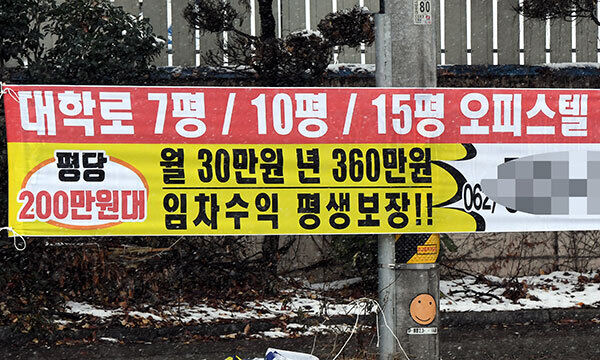 80
대학로 7평 / 10평 / 15평 오피스텔
평당
200만원대
월 30만원 년 360만원
임차수익 평생보장!!
062)